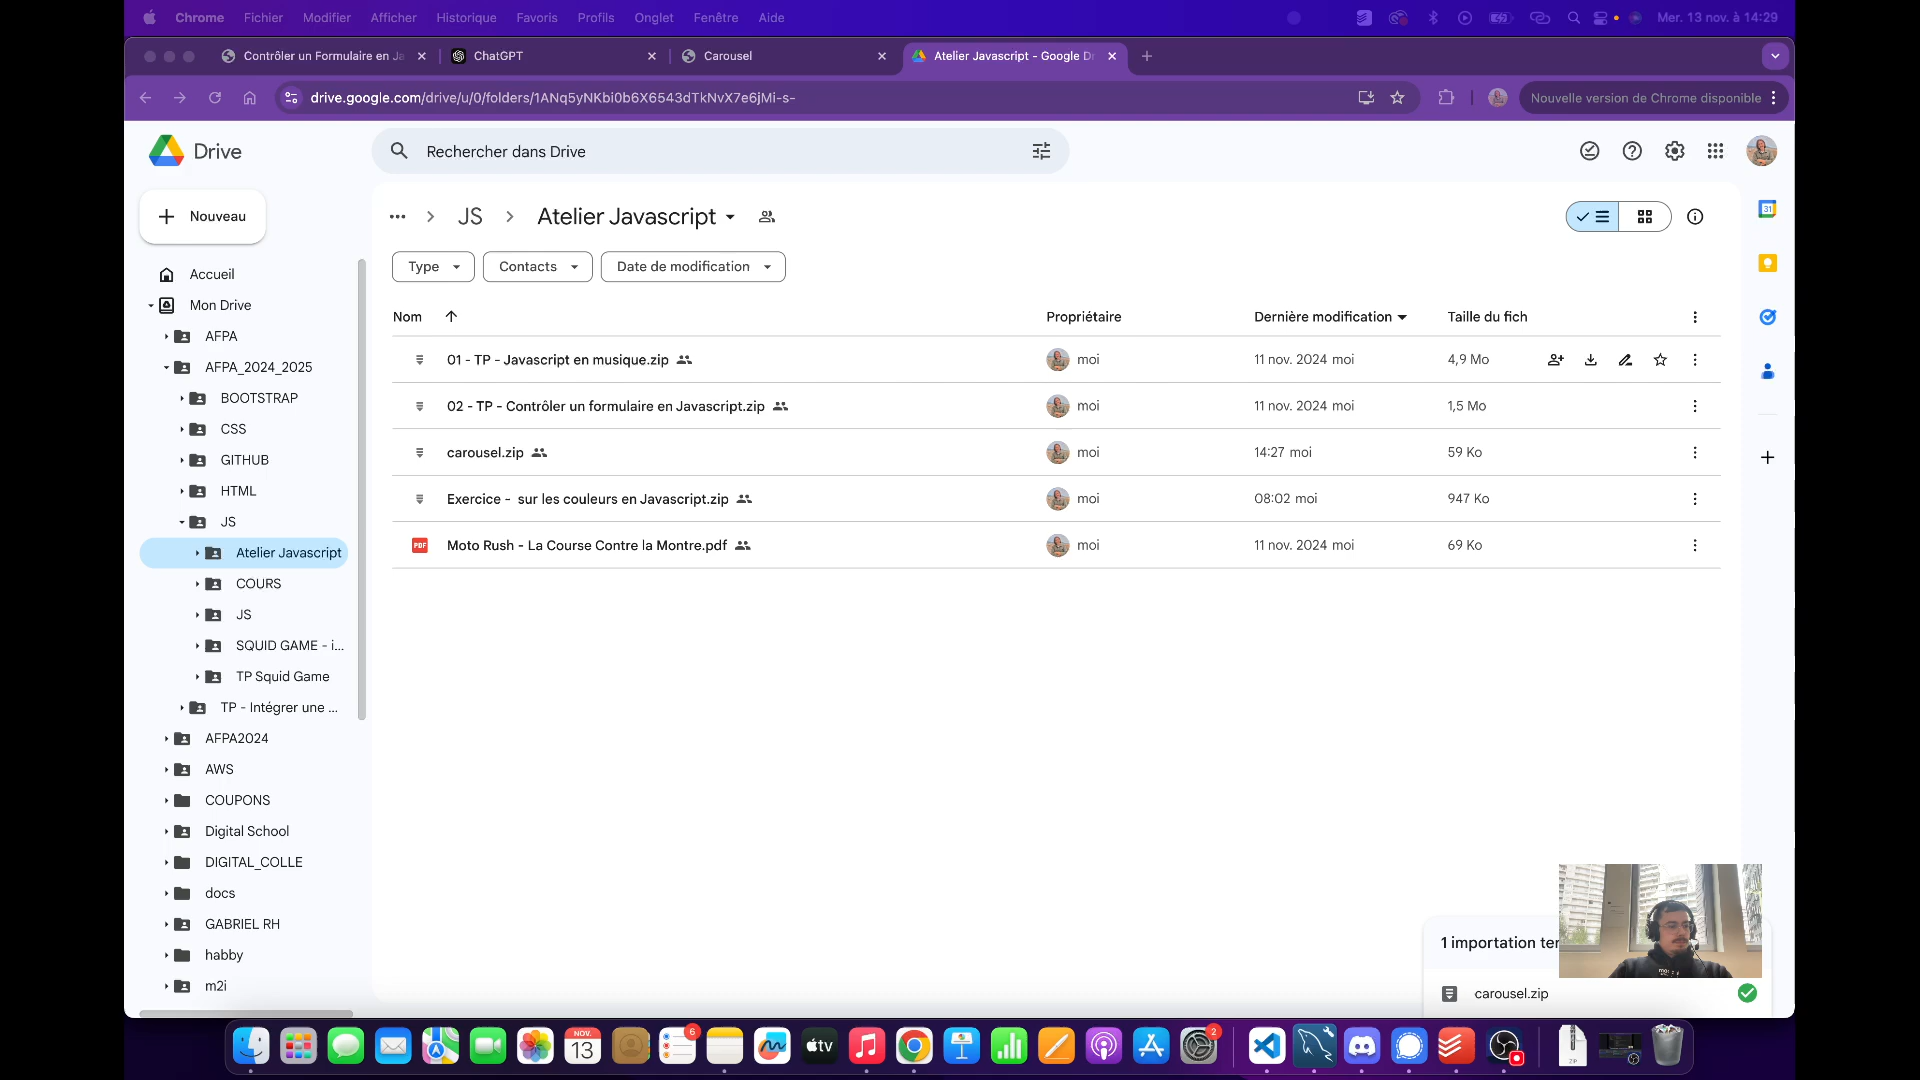 Chrome Fichier Modifier Afficher Historique Favoris Profils Onglet Fenêtre Aide Mer. 13 nov. à 14:29
Contrôler un Formulaire en Ja ChatGPT Carousel Atelier Javascript - Google Dr
drive.google.com/drive/u/0/folders/1ANq5yNKbi0b6X6543dTkNvX7e6jMi-s- Nouvelle version de Chrome disponible
Drive Rechercher dans Drive
Nouveau
JS Atelier Javascript
31
Type Contacts Date de modification
Accueil
Mon Drive
AFPA
AFPA_2024_2025
BOOTSTRAP
CSS
GITHUB
HTML
JS
Atelier Javascript
COURS
JS
SQUID GAME - i...
TP Squid Game
TP - Intégrer une ...
AFPA2024
AWS
COUPONS
Digital School
DIGITAL_COLLE
docs
GABRIEL RH
habby
m2i
Nom Propriétaire Dernière modification Taille du fich
01 - TP - Javascript en musique.zip moi 11 nov. 2024 moi 4,9 Mo
02 - TP - Contrôler un formulaire en Javascript.zip moi 11 nov. 2024 moi 1,5 Mo
carousel.zip moi 14:27 moi 59 Ko
Exercice - sur les couleurs en Javascript.zip moi 08:02 moi 947 Ko
PDF Moto Rush - La Course Contre la Montre.pdf moi 11 nov. 2024 moi 69 Ko
1 importation ter
carousel.zip
NOV.
13
6
tv
2
ZIP